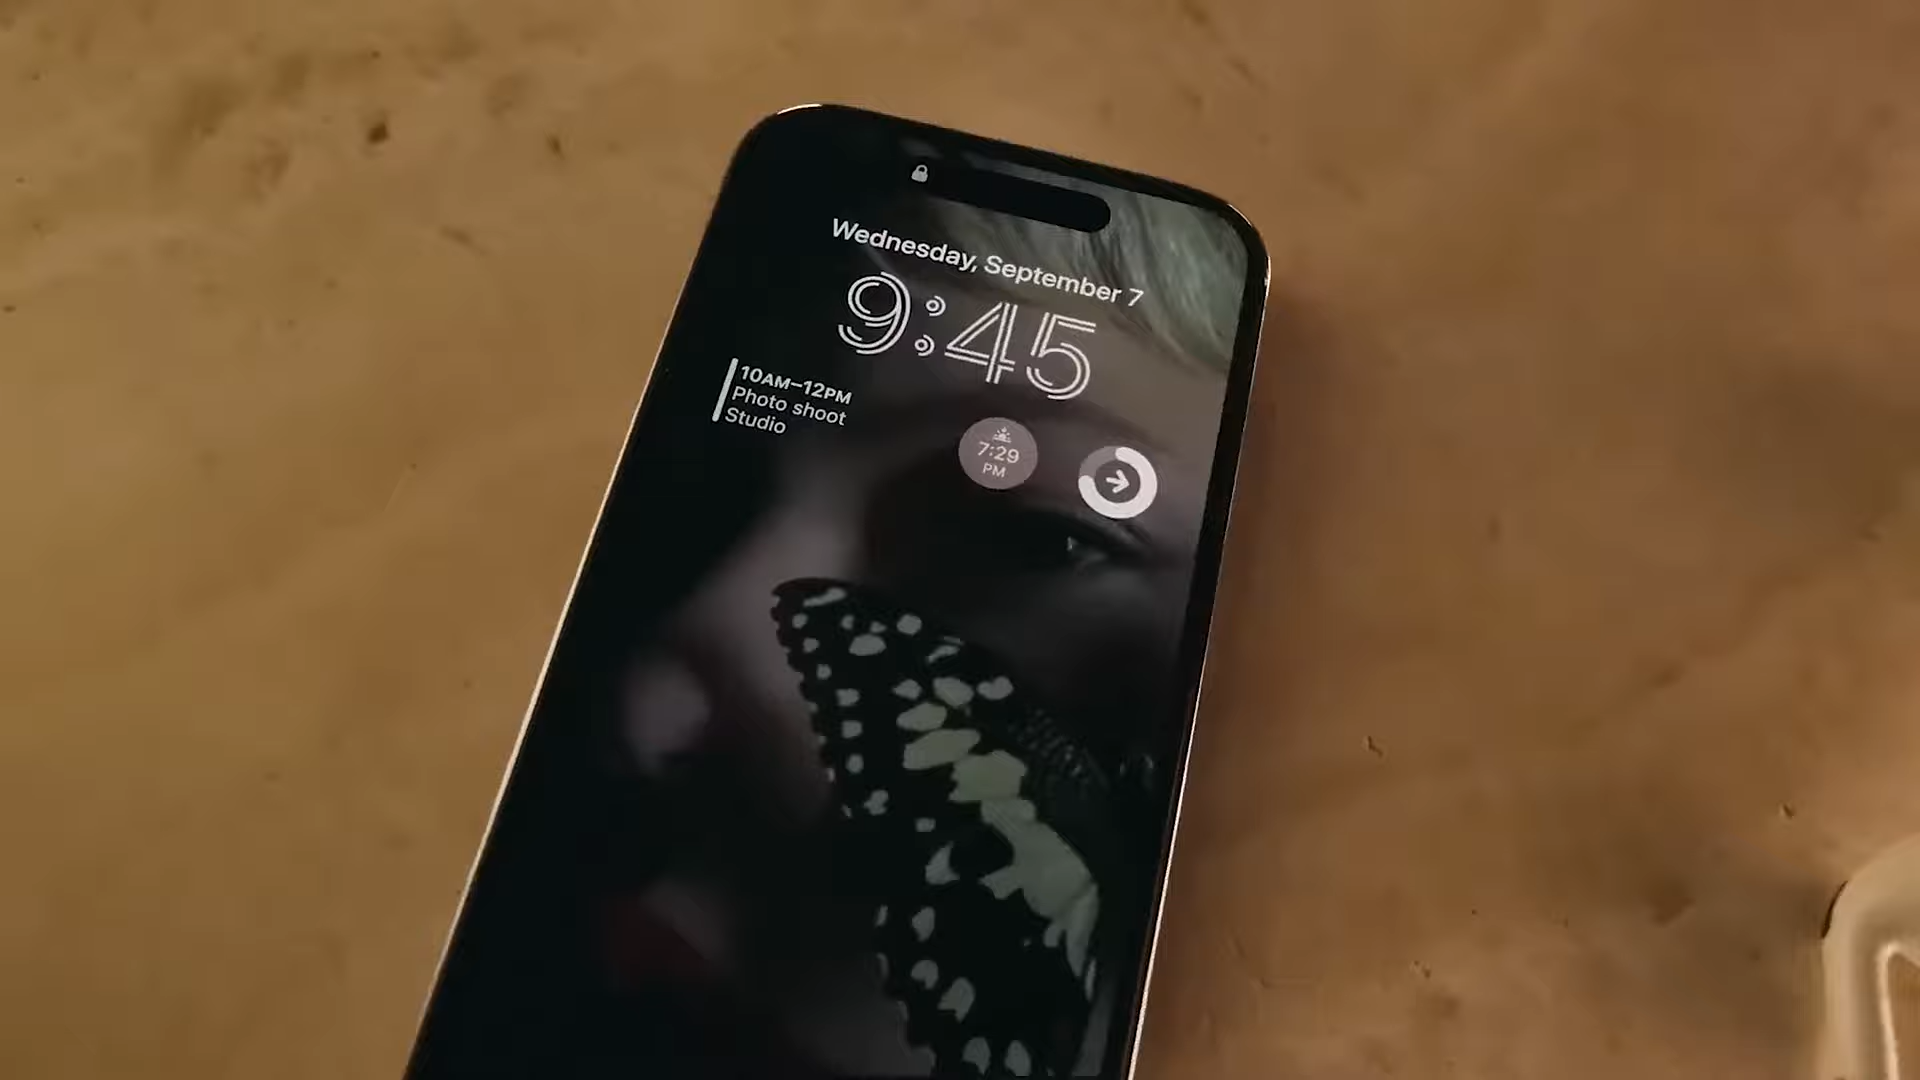 Wednesday, September 7
9:45
10AM–12PM
Photo shoot
Studio
7:29
PM